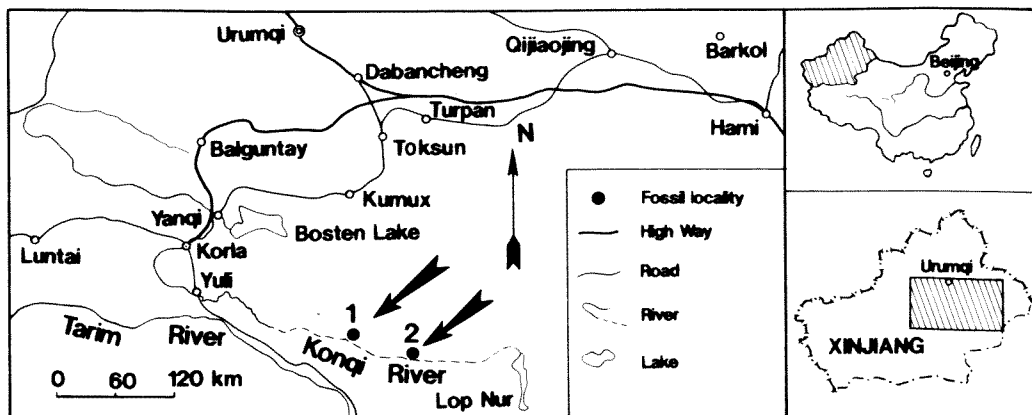 Urumqi
Qijiaojing
Barkol
Dabancheng
Turpan
Hami
Balguntay
Toksun
N
Kumux
Yanqi
Bosten Lake
Luntai
Korla
Yuli
1
2
Tarim River
Konqi River
Lop Nur
0 60 120 km
Fossil locality
High Way
Road
River
Lake
Beijing
Urumqi
XINJIANG